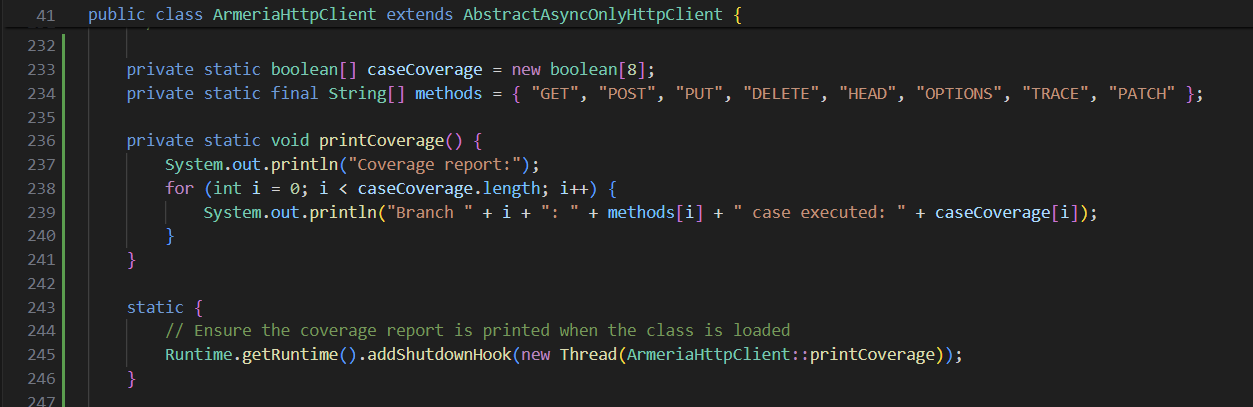 41 public class ArmeriaHttpClient extends AbstractAsyncOnlyHttpClient {
232
233 private static boolean[] caseCoverage = new boolean[8];
234 private static final String[] methods = { "GET", "POST", "PUT", "DELETE", "HEAD", "OPTIONS", "TRACE", "PATCH" };
235
236 private static void printCoverage() {
237 System.out.println("Coverage report:");
238 for (int i = 0; i < caseCoverage.length; i++) {
239 System.out.println("Branch " + i + ": " + methods[i] + " case executed: " + caseCoverage[i]);
240 }
241 }
242
243 static {
244 // Ensure the coverage report is printed when the class is loaded
245 Runtime.getRuntime().addShutdownHook(new Thread(ArmeriaHttpClient::printCoverage));
246 }
247